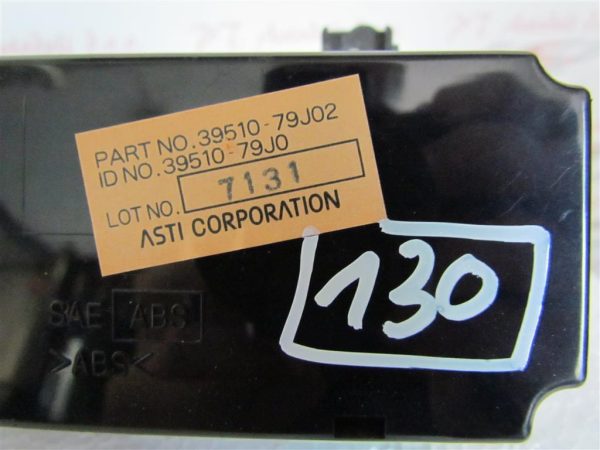 PART NO. 39510-79J02
ID NO. 39510-79J0
LOT NO. 7131
ASTI CORPORATION
130
SAE ABS
>ABS<